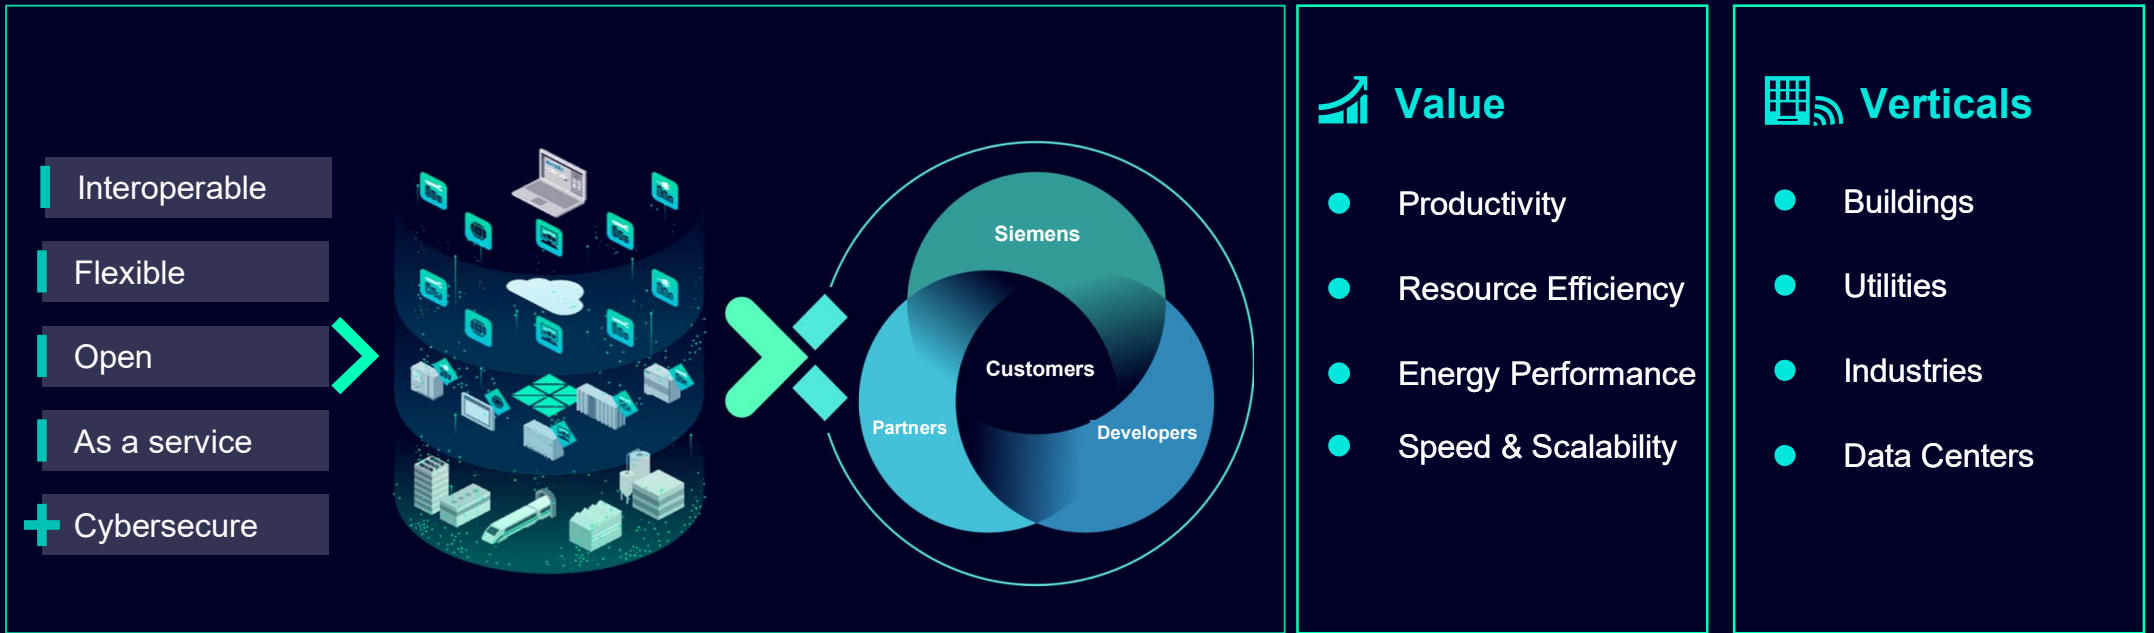 Interoperable
Flexible
Open
As a service
Cybersecure
Siemens
Customers
Partners
Developers
Value
Productivity
Resource Efficiency
Energy Performance
Speed & Scalability
Verticals
Buildings
Utilities
Industries
Data Centers